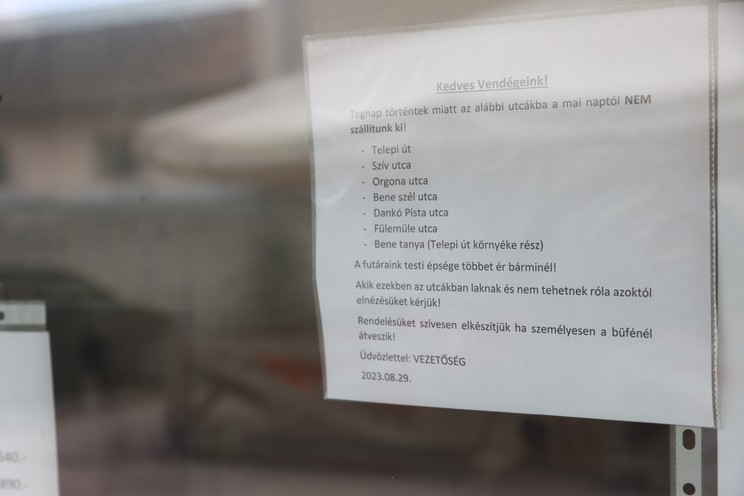 Kedves Vendégeink!
Tegnap történtek miatt az alábbi utcákba a mai naptól NEM
szállítunk ki!
- Telepi út
- Szív utca
- Orgona utca
- Bene szél utca
- Dankó Pista utca
- Fülemüle utca
- Bene tanya (Telepi út környéke rész)
A futáraink testi épsége többet ér bárminél!
Akik ezekben az utcákban laknak és nem tehetnek róla azoktól
elnézésüket kérjük!
Rendelésüket szívesen elkészítjük ha személyesen a büfénél
átveszik!
Üdvözlettel: VEZETŐSÉG
2023.08.29.
640.-
890.-